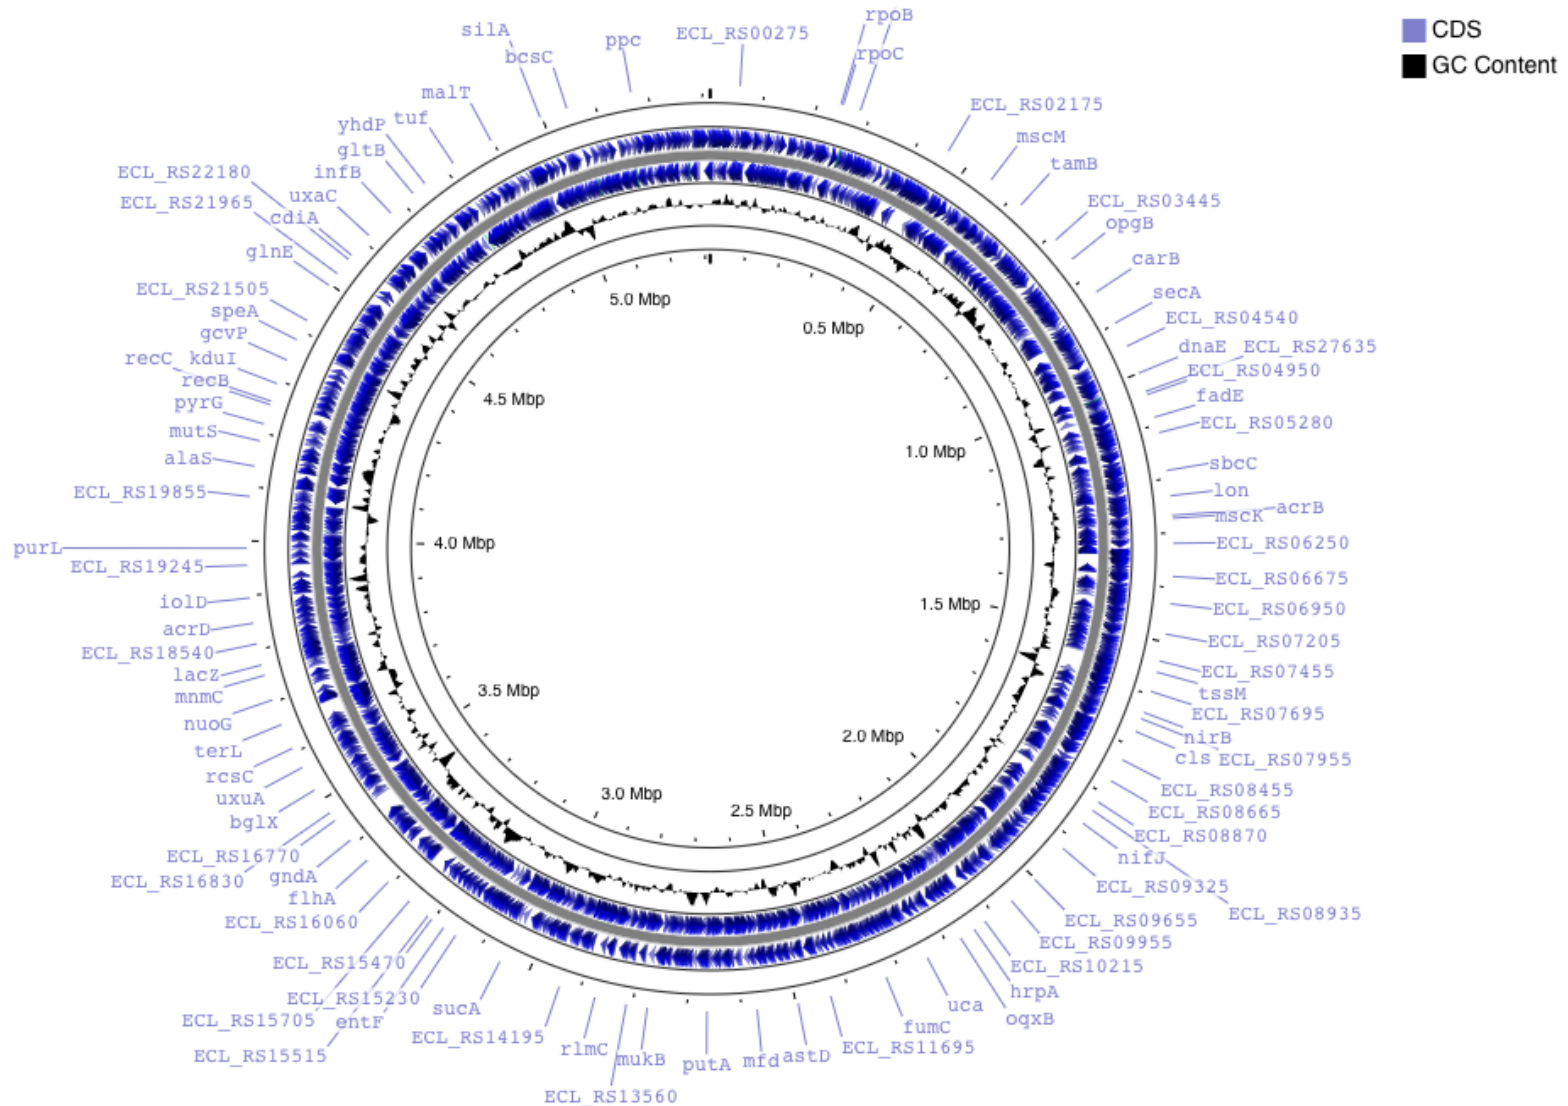 rpoB
CDS
silA
ECL_RS00275
ppc
bcsC
rpoC
GC Content
malT
ECL_RS02175
yhdP
tuf
mscM
gltB
tamB
ECL_RS22180
infB
uxaC
ECL_RS21965
ECL_RS03445
cdiA
opgB
glnE
carB
ECL_RS21505
secA
5.0 Mbp
speA
ECL_RS04540
0.5 Mbp
gcvP
dnaE
ECL_RS27635
recC
kduI
ECL_RS04950
recB
fadE
pyrG
4.5 Mbp
ECL_RS05280
mutS
1.0 Mbp
alaS
sbcC
ECL_RS19855
lon
acrB
mscK
4.0 Mbp
ECL_RS06250
purL
ECL_RS19245
ECL_RS06675
iolD
1.5 Mbp
ECL_RS06950
acrD
ECL_RS07205
ECL_RS18540
lacZ
ECL_RS07455
3.5 Mbp
tssM
mnmC
ECL_RS07695
nuoG
2.0 Mbp
nirB
terL
cls
ECL_RS07955
rcsC
ECL_RS08455
uxuA
3.0 Mbp
2.5 Mbp
ECL_RS08665
bglX
ECL_RS08870
ECL_RS16770
nifJ
gndA
ECL_RS16830
ECL_RS09325
flhA
ECL_RS08935
ECL_RS16060
ECL_RS09655
ECL_RS09955
ECL_RS15470
ECL_RS10215
hrpA
ECL_RS15230
sucA
uca
ECL_RS15705
entF
oqxB
fumC
ECL_RS14195
rlmC
ECL_RS11695
ECL_RS15515
mukB
putA
mfd
astD
ECL_RS13560